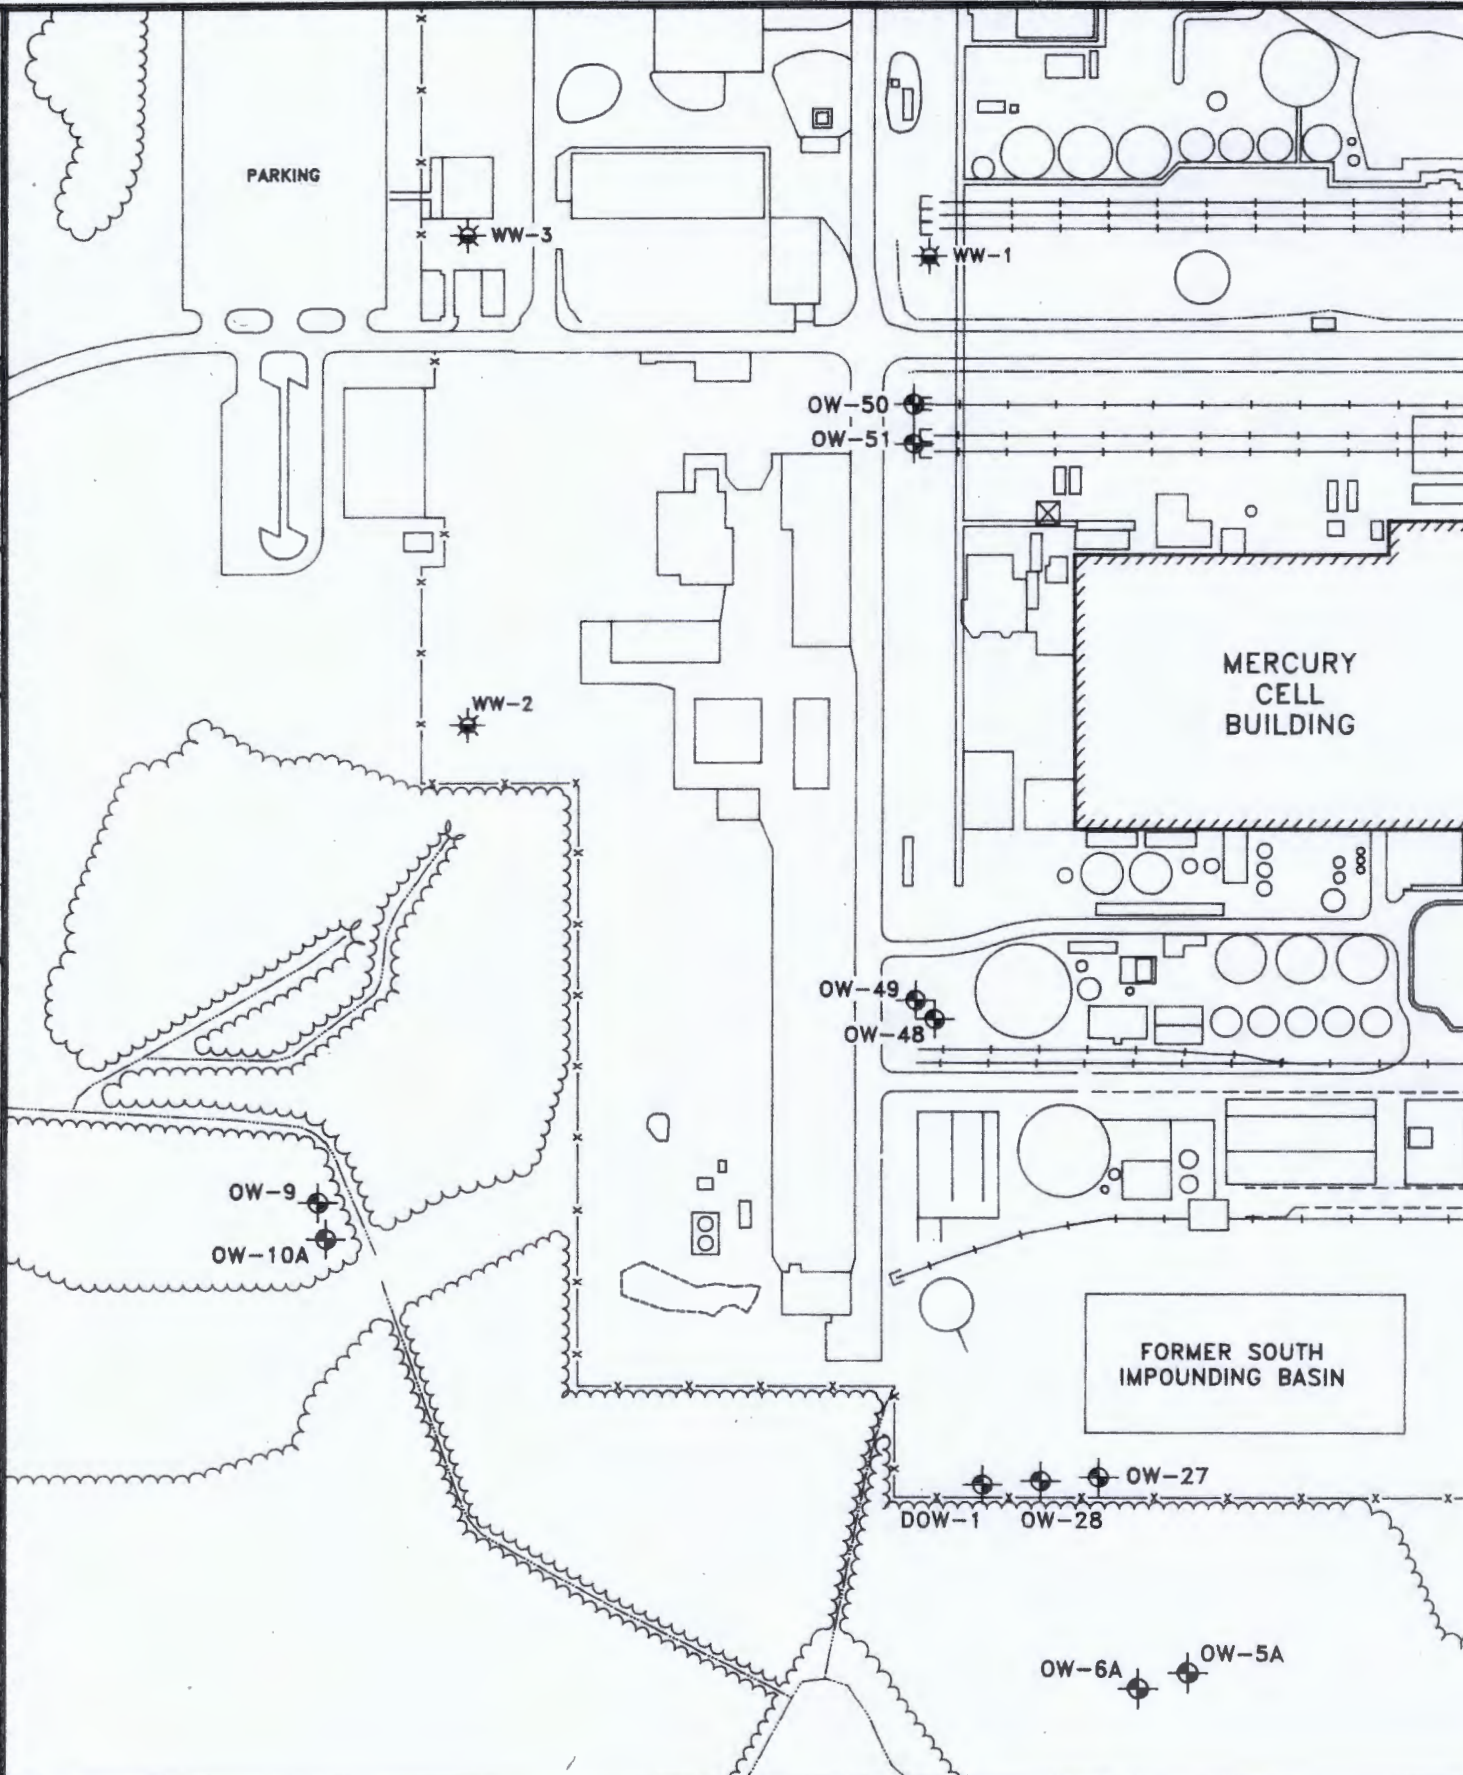 PARKING
WW-3
WW-1
OW-50
OW-51
MERCURY
CELL
BUILDING
WW-2
OW-49
OW-48
OW-9
OW-10A
FORMER SOUTH
IMPOUNDING BASIN
OW-27
DOW-1
OW-28
OW-5A
OW-6A